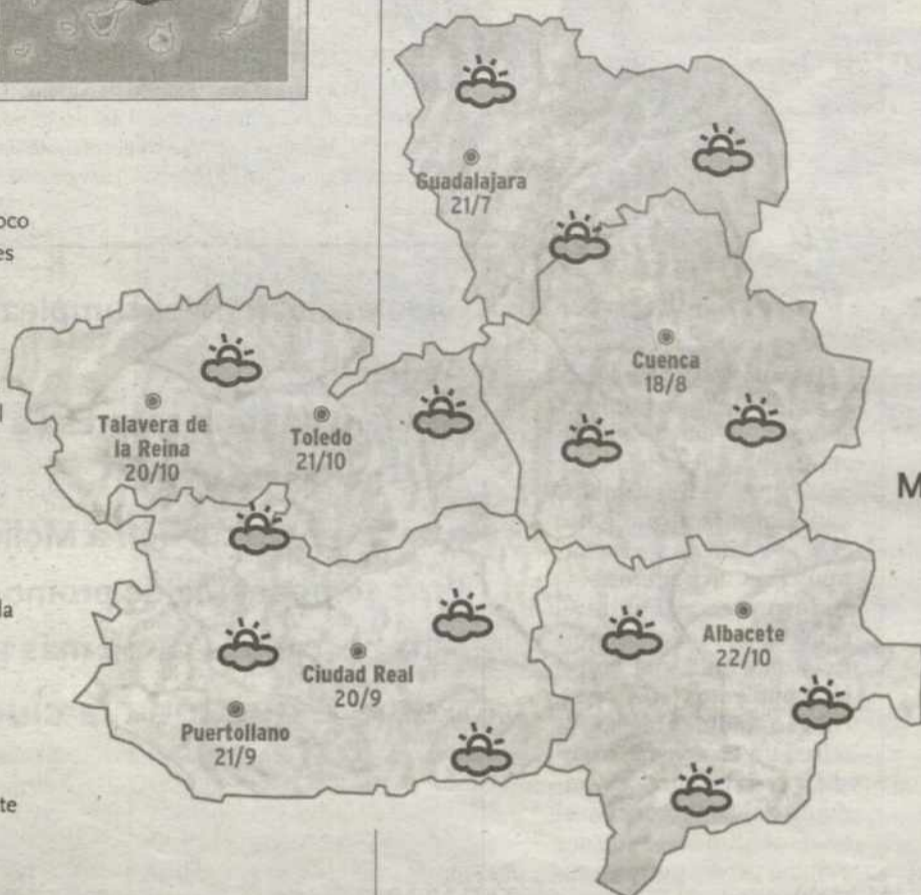 Guadalajara
21/7
Cuenca
18/8
Talavera de
la Reina
20/10
Toledo
21/10
Albacete
22/10
Ciudad Real
20/9
Puertollano
21/9
M